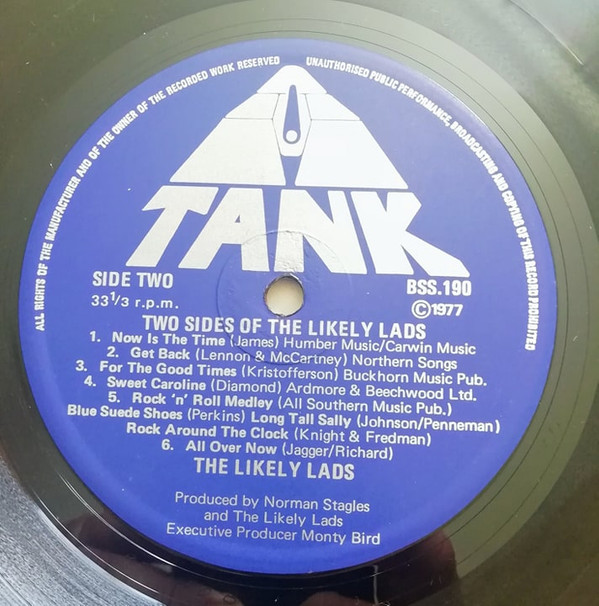 ALL RIGHTS OF THE MANUFACTURER AND OF THE OWNER OF THE RECORDED WORK RESERVED
UNAUTHORISED PUBLIC PERFORMANCE, BROADCASTING AND COPYING OF THIS RECORD PROHIBITED
TANK
SIDE TWO
33 1/3 r.p.m.
BSS.190
©1977
TWO SIDES OF THE LIKELY LADS
1. Now Is The Time (James) Humber Music/Carwin Music
2. Get Back (Lennon & McCartney) Northern Songs
3. For The Good Times (Kristofferson) Buckhorn Music Pub.
4. Sweet Caroline (Diamond) Ardmore & Beechwood Ltd.
5. Rock 'n' Roll Medley (All Southern Music Pub.)
Blue Suede Shoes (Perkins) Long Tall Sally (Johnson/Penneman)
Rock Around The Clock (Knight & Fredman)
6. All Over Now (Jagger/Richard)
THE LIKELY LADS
Produced by Norman Stagles
and The Likely Lads
Executive Producer Monty Bird